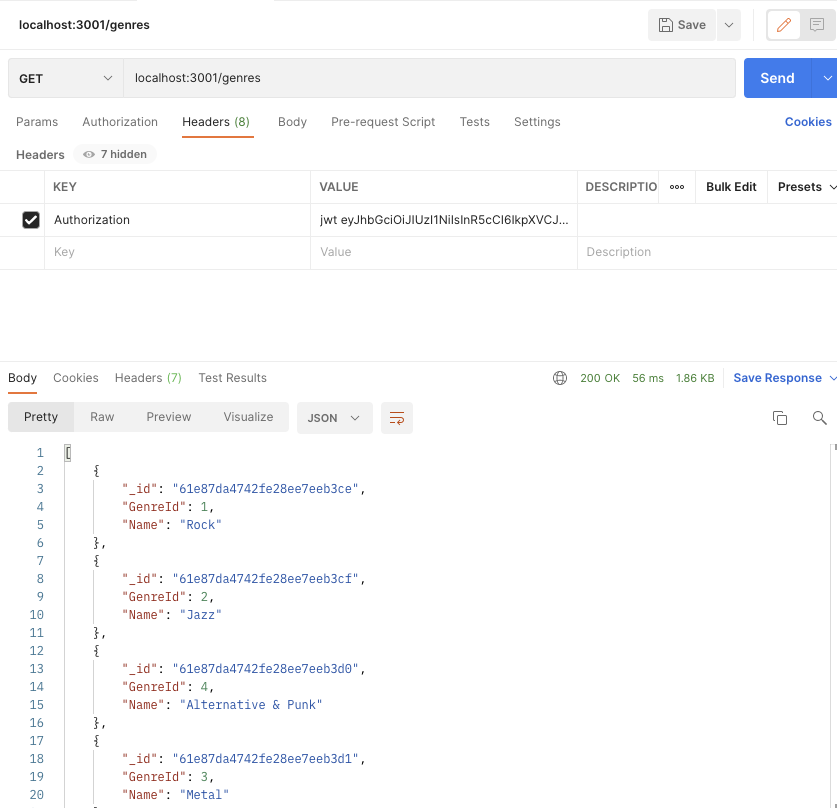 localhost:3001/genres
Save
GET localhost:3001/genres Send
Params Authorization Headers (8) Body Pre-request Script Tests Settings Cookies
Headers 7 hidden
KEY VALUE DESCRIPTIO ooo Bulk Edit Presets
Authorization jwt eyJhbGciOiJIUzI1NiIsInR5cCI6IkpXVCJ...
Key Value Description
Body Cookies Headers (7) Test Results 200 OK 56 ms 1.86 KB Save Response
Pretty Raw Preview Visualize JSON
1 [
2 {
3 "_id": "61e87da4742fe28ee7eeb3ce",
4 "GenreId": 1,
5 "Name": "Rock"
6 },
7 {
8 "_id": "61e87da4742fe28ee7eeb3cf",
9 "GenreId": 2,
10 "Name": "Jazz"
11 },
12 {
13 "_id": "61e87da4742fe28ee7eeb3d0",
14 "GenreId": 4,
15 "Name": "Alternative & Punk"
16 },
17 {
18 "_id": "61e87da4742fe28ee7eeb3d1",
19 "GenreId": 3,
20 "Name": "Metal"